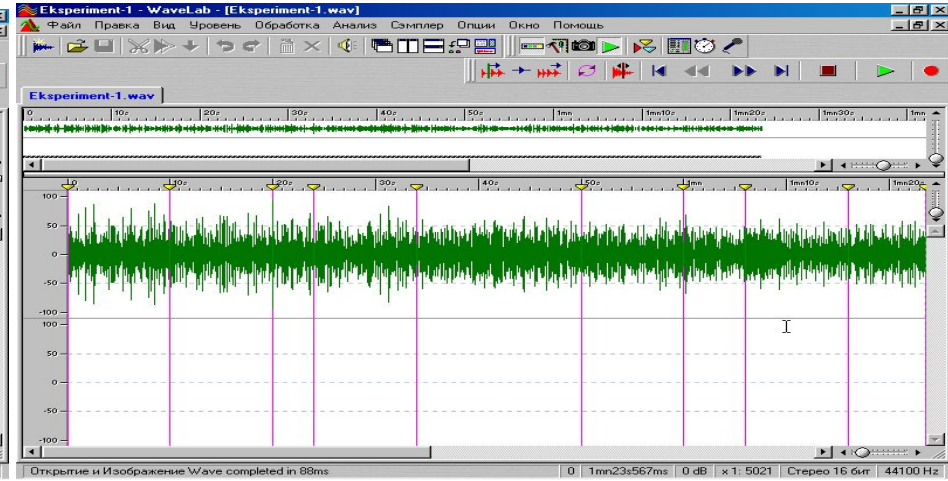 Eksperiment-1 - WaveLab - [Eksperiment-1.wav]
Файл Правка Вид Уровень Обработка Анализ Сэмплер Опции Окно Помощь
Eksperiment-1.wav
0 10s 20s 30s 40s 50s 1mn 1mn10s 1mn20s 1mn30s 1mn
0 10s 20s 30s 40s 50s 1mn 1mn10s 1mn20s
100
50
0
-50
-100
100
50
0
-50
-100
Открытие и Изображение Wave completed in 88ms 0 1mn23s567ms 0 dB x 1: 5021 Стерео 16 бит 44100 Hz